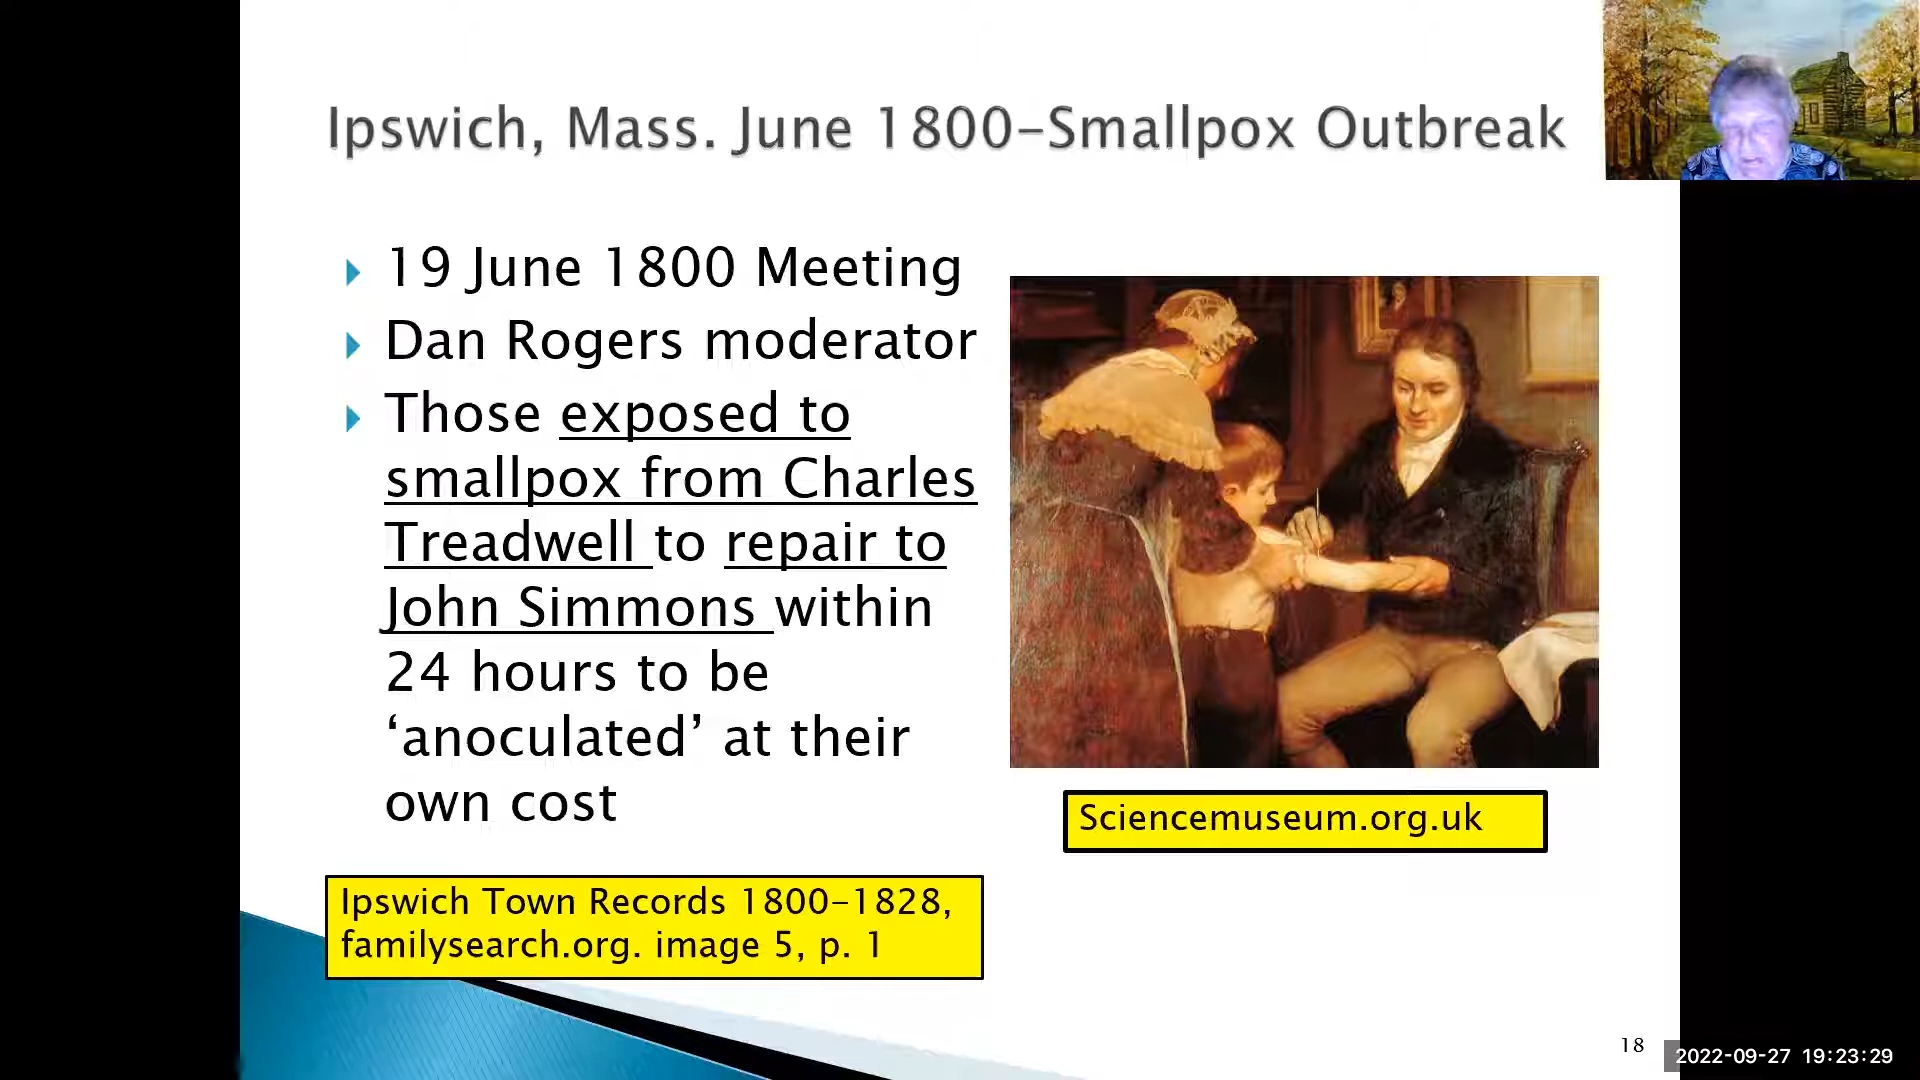 Ipswich, Mass. June 1800–Smallpox Outbreak
19 June 1800 Meeting
Dan Rogers moderator
Those exposed to
smallpox from Charles
Treadwell to repair to
John Simmons within
24 hours to be
‘anoculated’ at their
own cost
Sciencemuseum.org.uk
Ipswich Town Records 1800–1828,
familysearch.org. image 5, p. 1
18
2022-09-27 19:23:29